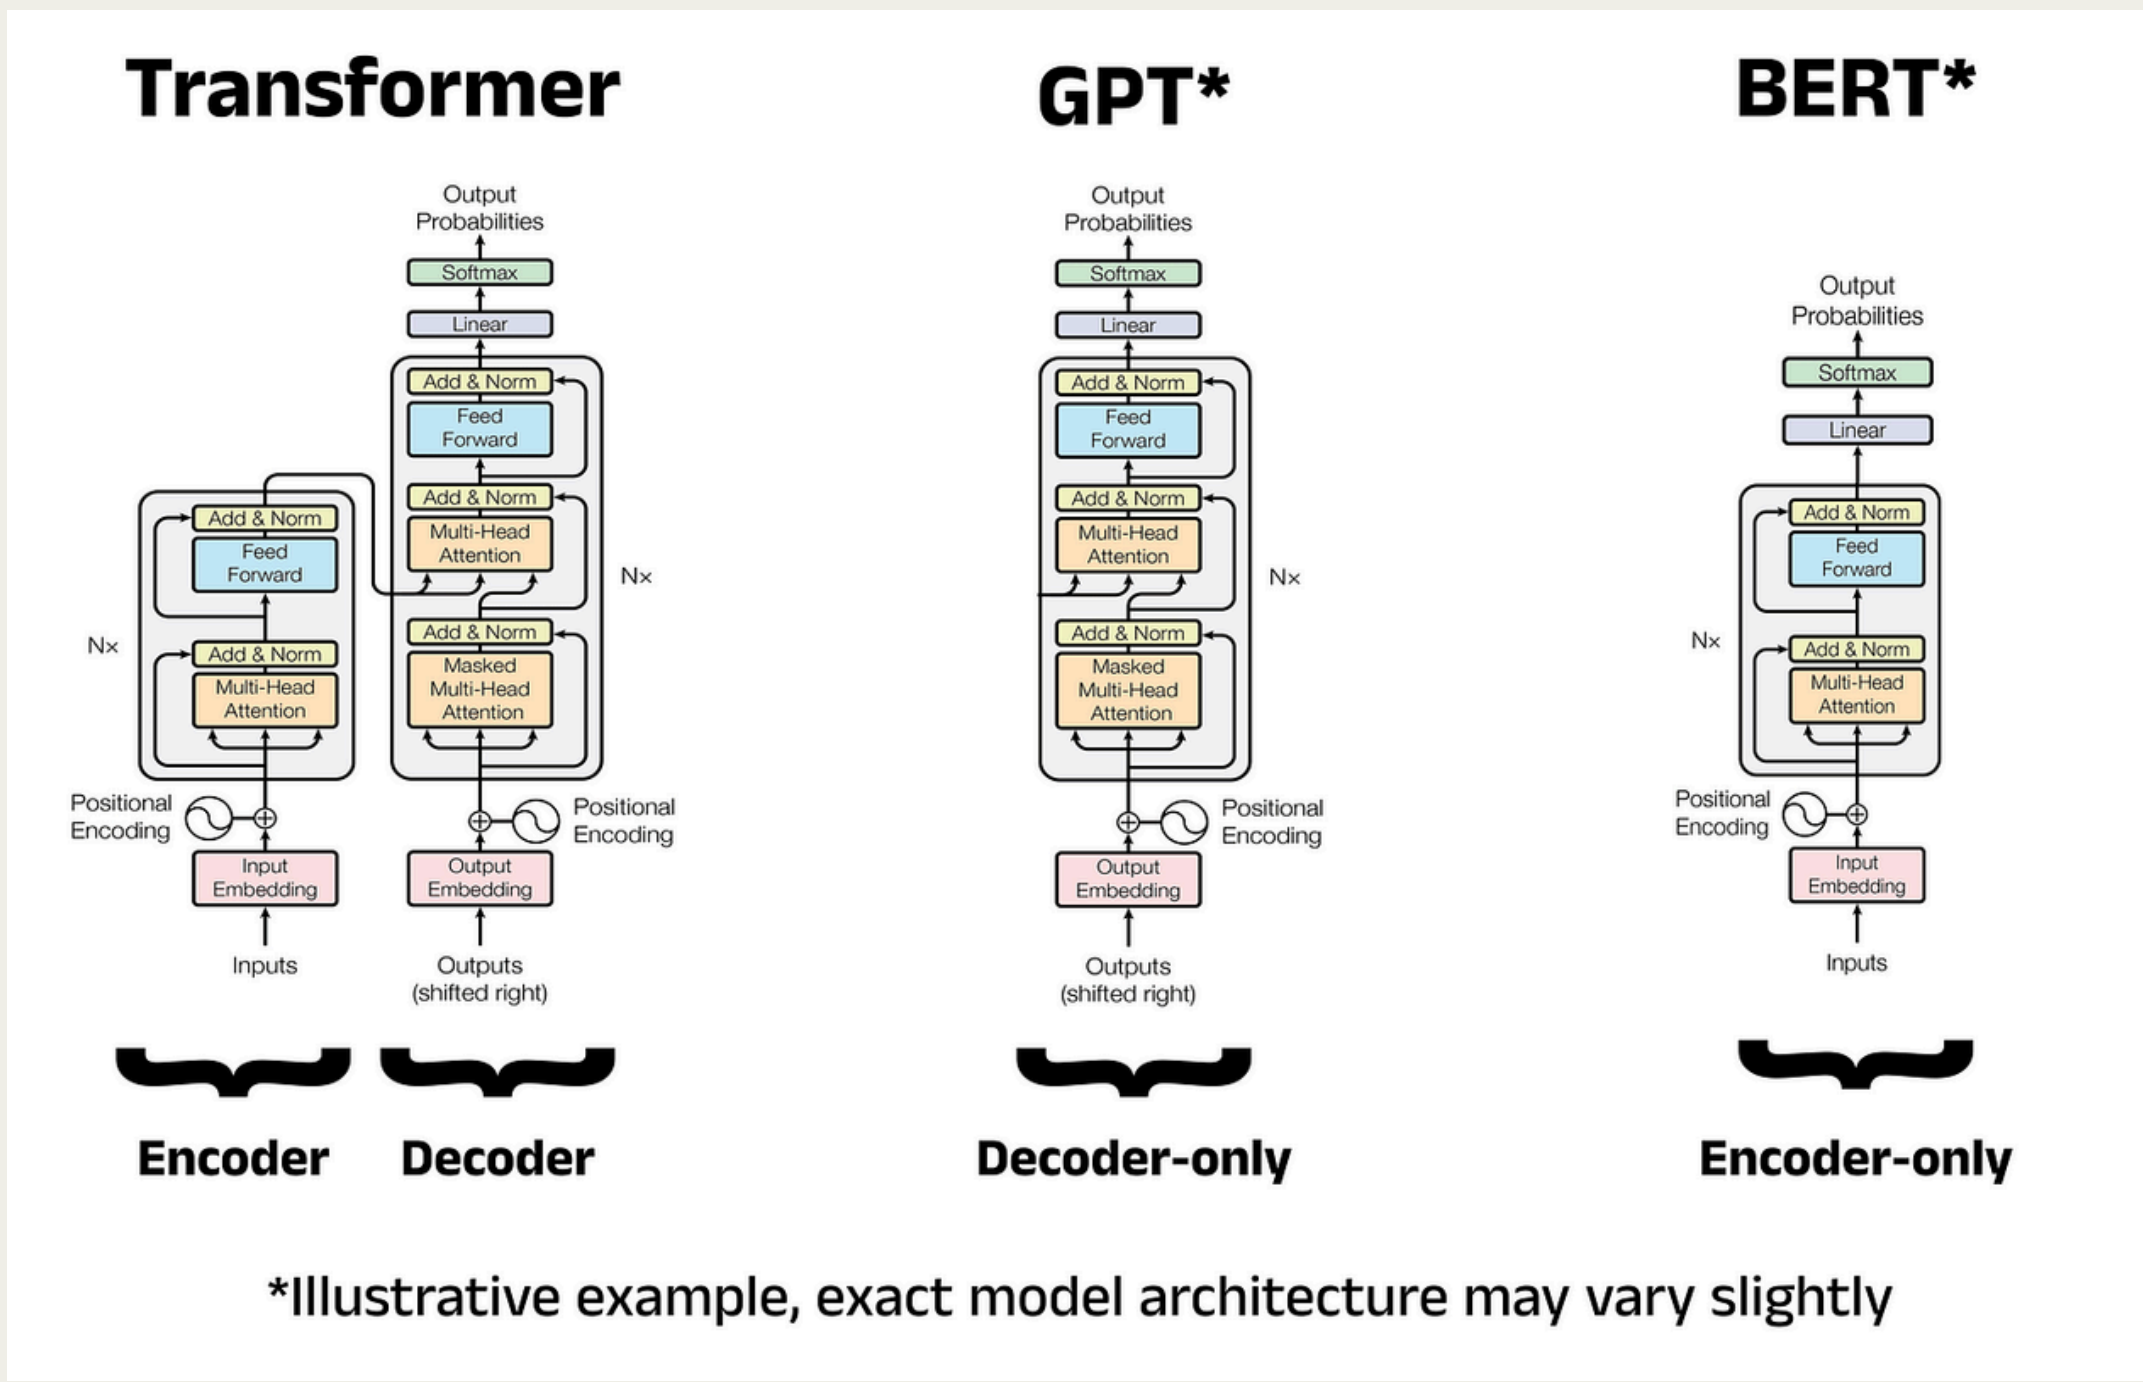 Transformer
Output
Probabilities
Softmax
Linear
Add & Norm
Feed
Forward
Add & Norm
Multi-Head
Attention
Add & Norm
Masked
Multi-Head
Attention
Nx
Add & Norm
Feed
Forward
Add & Norm
Multi-Head
Attention
Nx
Positional
Encoding
Positional
Encoding
Input
Embedding
Output
Embedding
Inputs
Outputs
(shifted right)
Encoder
Decoder
GPT*
Output
Probabilities
Softmax
Linear
Add & Norm
Feed
Forward
Add & Norm
Multi-Head
Attention
Nx
Add & Norm
Masked
Multi-Head
Attention
Positional
Encoding
Output
Embedding
Outputs
(shifted right)
Decoder-only
BERT*
Output
Probabilities
Softmax
Linear
Add & Norm
Feed
Forward
Nx
Add & Norm
Multi-Head
Attention
Positional
Encoding
Input
Embedding
Inputs
Encoder-only
*Illustrative example, exact model architecture may vary slightly